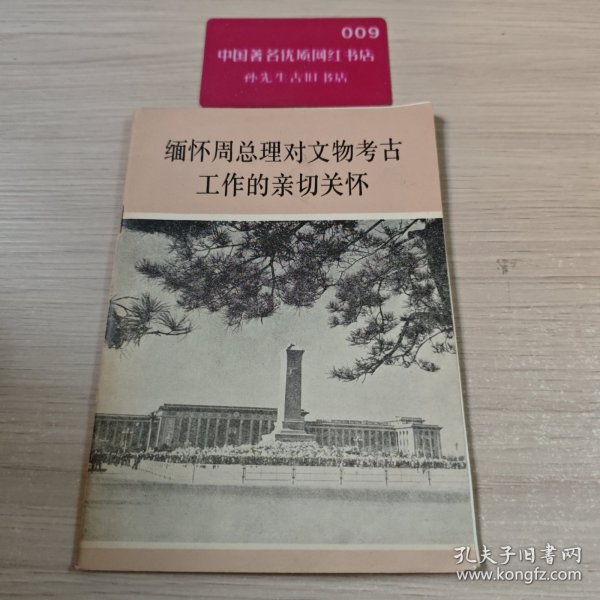 009
中国著名优质网红书店
孙先生古旧书店
缅怀周总理对文物考古
工作的亲切关怀
孔夫子旧书网
www.kongfz.com